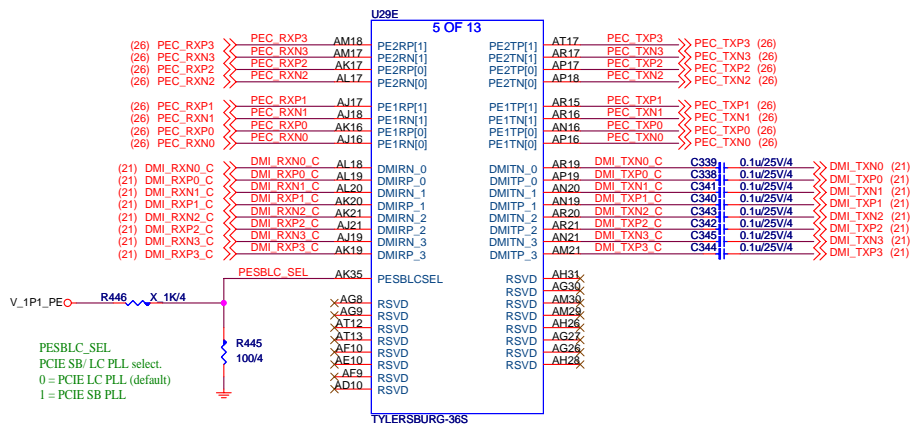 U29E
5 OF 13
(26) PEC_RXP3 PEC_RXP3 AM18 PE2RP[1] PE2TP[1] AT17 PEC_TXP3 PEC_TXP3 (26)
(26) PEC_RXN3 PEC_RXN3 AM17 PE2RN[1] PE2TN[1] AR17 PEC_TXN3 PEC_TXN3 (26)
(26) PEC_RXP2 PEC_RXP2 AK17 PE2RP[0] PE2TP[0] AP17 PEC_TXP2 PEC_TXP2 (26)
(26) PEC_RXN2 PEC_RXN2 AL17 PE2RN[0] PE2TN[0] AP18 PEC_TXN2 PEC_TXN2 (26)
(26) PEC_RXP1 PEC_RXP1 AJ17 PE1RP[1] PE1TP[1] AR15 PEC_TXP1 PEC_TXP1 (26)
(26) PEC_RXN1 PEC_RXN1 AJ18 PE1RN[1] PE1TN[1] AR16 PEC_TXN1 PEC_TXN1 (26)
(26) PEC_RXP0 PEC_RXP0 AK16 PE1RP[0] PE1TP[0] AN16 PEC_TXP0 PEC_TXP0 (26)
(26) PEC_RXN0 PEC_RXN0 AJ16 PE1RN[0] PE1TN[0] AP16 PEC_TXN0 PEC_TXN0 (26)
(21) DMI_RXN0_C DMI_RXN0_C AL18 DMIRN_0 DMITN_0 AR19 DMI_TXN0_C C339 0.1u/25V/4 DMI_TXN0 (21)
(21) DMI_RXP0_C DMI_RXP0_C AL19 DMIRP_0 DMITP_0 AP19 DMI_TXP0_C C338 0.1u/25V/4 DMI_TXP0 (21)
(21) DMI_RXN1_C DMI_RXN1_C AL20 DMIRN_1 DMITN_1 AN20 DMI_TXN1_C C341 0.1u/25V/4 DMI_TXN1 (21)
(21) DMI_RXP1_C DMI_RXP1_C AK20 DMIRP_1 DMITP_1 AN19 DMI_TXP1_C C340 0.1u/25V/4 DMI_TXP1 (21)
(21) DMI_RXN2_C DMI_RXN2_C AK21 DMIRN_2 DMITN_2 AR20 DMI_TXN2_C C343 0.1u/25V/4 DMI_TXN2 (21)
(21) DMI_RXP2_C DMI_RXP2_C AJ21 DMIRP_2 DMITP_2 AR21 DMI_TXP2_C C342 0.1u/25V/4 DMI_TXP2 (21)
(21) DMI_RXN3_C DMI_RXN3_C AJ19 DMIRN_3 DMITN_3 AN21 DMI_TXN3_C C345 0.1u/25V/4 DMI_TXN3 (21)
(21) DMI_RXP3_C DMI_RXP3_C AK19 DMIRP_3 DMITP_3 AM21 DMI_TXP3_C C344 0.1u/25V/4 DMI_TXP3 (21)
PESBLC_SEL AK35 PESBLCSEL RSVD AH31
RSVD AG30
V_1P1_PE R446 X_1K/4 AG8 RSVD RSVD AM30
AG9 RSVD RSVD AM29
AT12 RSVD RSVD AH26
AT13 RSVD RSVD AG27
AF10 RSVD RSVD AG26
AE10 RSVD RSVD AH28
AF9 RSVD
AD10 RSVD
R445
100/4
PESBLC_SEL
PCIE SB/ LC PLL select.
0 = PCIE LC PLL (default)
1 = PCIE SB PLL
TYLERSBURG-36S